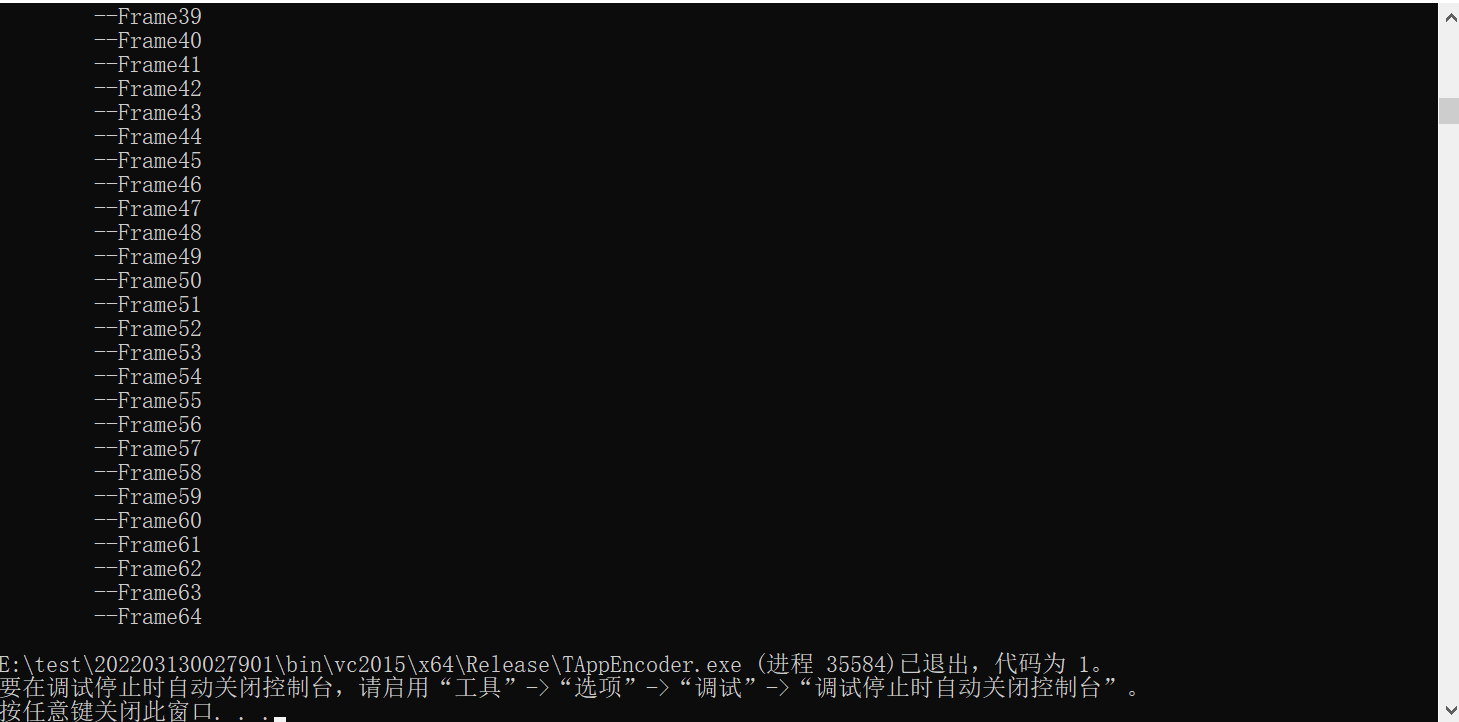 --Frame39
--Frame40
--Frame41
--Frame42
--Frame43
--Frame44
--Frame45
--Frame46
--Frame47
--Frame48
--Frame49
--Frame50
--Frame51
--Frame52
--Frame53
--Frame54
--Frame55
--Frame56
--Frame57
--Frame58
--Frame59
--Frame60
--Frame61
--Frame62
--Frame63
--Frame64
E:\test\202203130027901\bin\vc2015\x64\Release\TAppEncoder.exe (进程 35584)已退出，代码为 1。
要在调试停止时自动关闭控制台，请启用“工具”->“选项”->“调试”->“调试停止时自动关闭控制台”。
按任意键关闭此窗口. . .